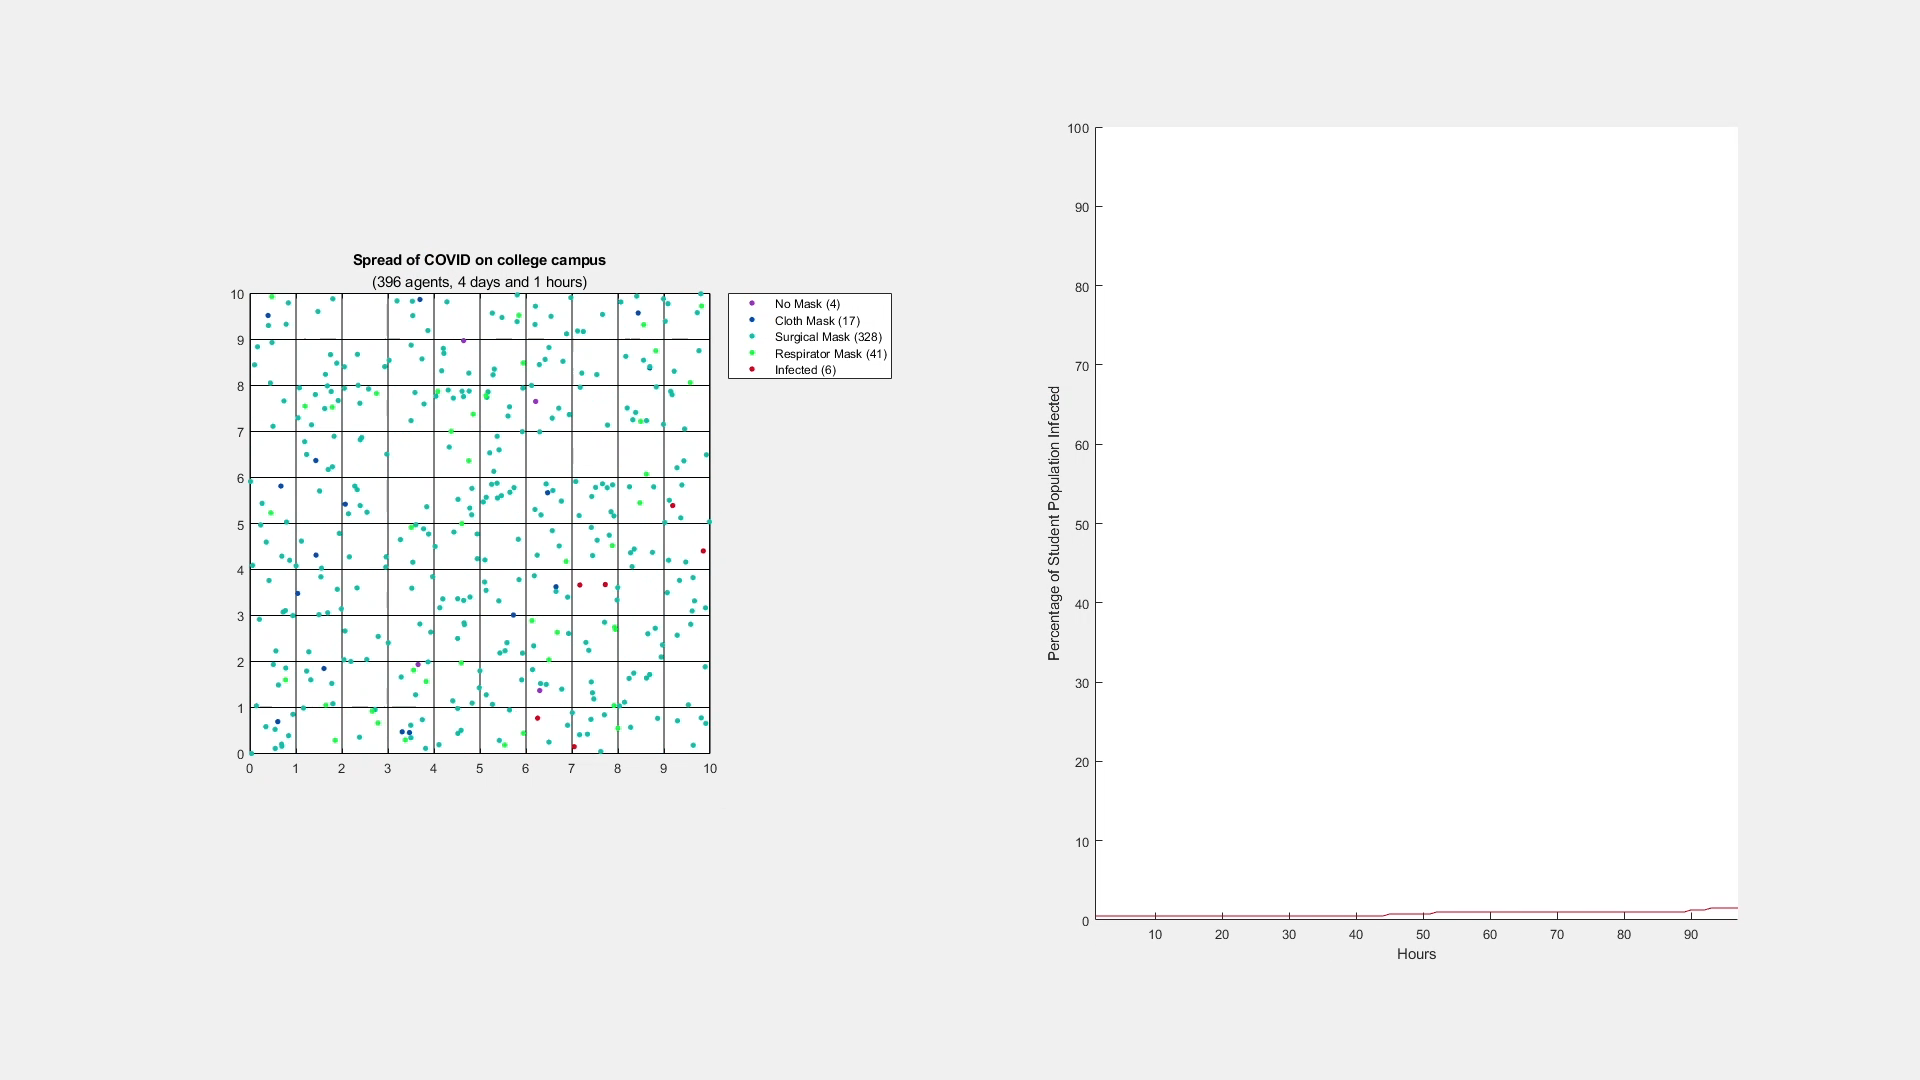 Spread of COVID on college campus
(396 agents, 4 days and 1 hours)
10
9
8
7
6
5
4
3
2
1
0
0 1 2 3 4 5 6 7 8 9 10
No Mask (4)
Cloth Mask (17)
Surgical Mask (328)
Respirator Mask (41)
Infected (6)
Percentage of Student Population Infected
100
90
80
70
60
50
40
30
20
10
0
10 20 30 40 50 60 70 80 90
Hours